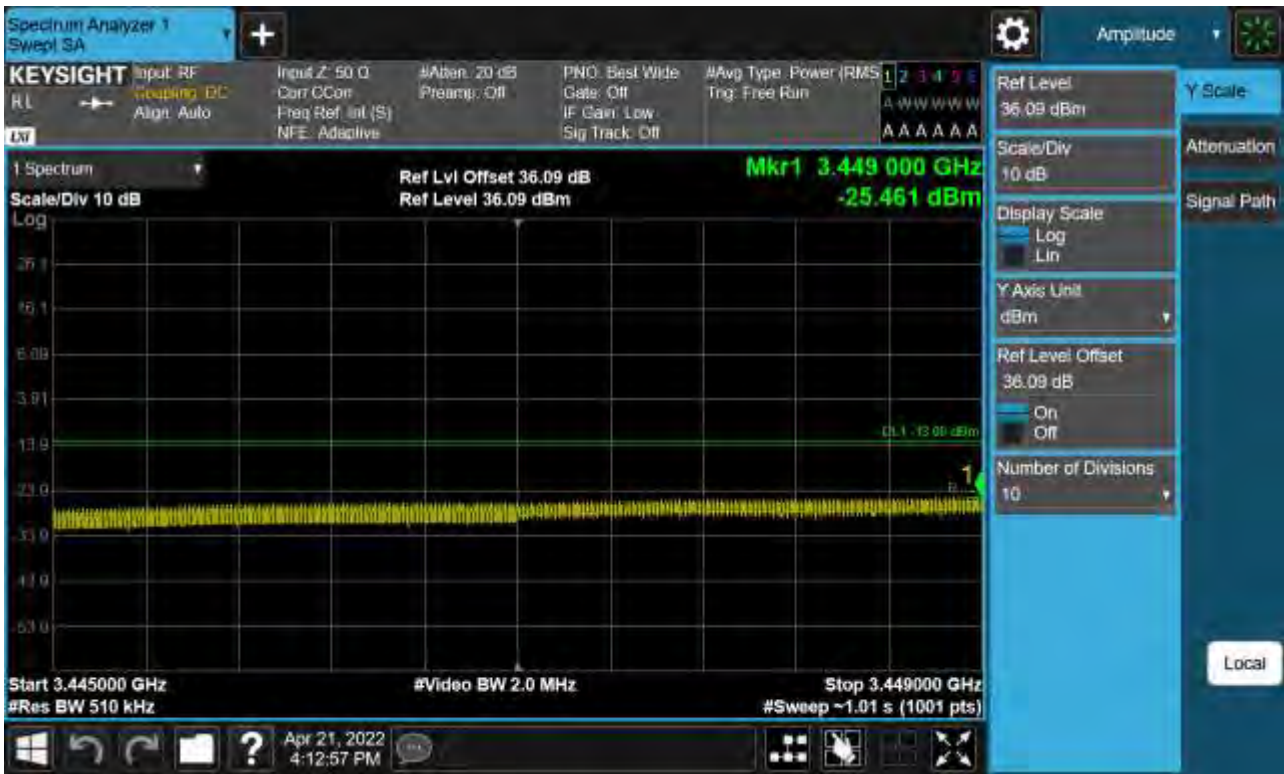 Spectrum Analyzer 1
Swept SA
Amplitude
KEYSIGHT
RL
Input: RF
Coupling: DC
Align: Auto
Input Z: 50 Ω
Corr CCorr
Freq Ref: Int (S)
NFE: Adaptive
#Atten: 20 dB
Preamp: Off
PNO: Best Wide
Gate: Off
IF Gain: Low
Sig Track: Off
#Avg Type: Power (RMS
Trig: Free Run
1 2 3 4 5 6
A W W W W W
A A A A A A
1 Spectrum
Scale/Div 10 dB
Ref Lvl Offset 36.09 dB
Ref Level 36.09 dBm
Mkr1 3.449 000 GHz
-25.461 dBm
Log
26.1
16.1
6.09
-3.91
-13.9
-23.9
-33.9
-43.9
-53.9
DL1 -13.00 dBm
1
Start 3.445000 GHz
#Res BW 510 kHz
#Video BW 2.0 MHz
Stop 3.449000 GHz
#Sweep ~1.01 s (1001 pts)
Ref Level
36.09 dBm
Scale/Div
10 dB
Display Scale
Log
Lin
Y Axis Unit
dBm
Ref Level Offset
36.09 dB
On
Off
Number of Divisions
10
Y Scale
Attenuation
Signal Path
Local
?
Apr 21, 2022
4:12:57 PM